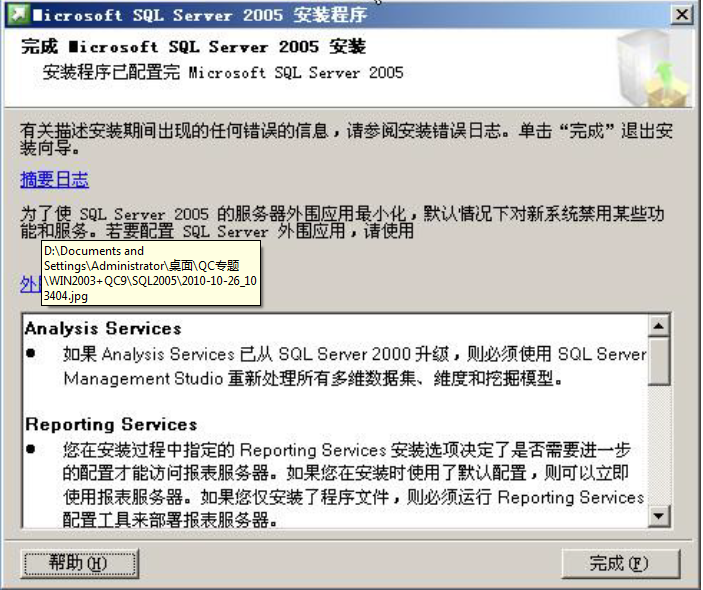 Microsoft SQL Server 2005 安装程序
完成 Microsoft SQL Server 2005 安装
安装程序已配置完 Microsoft SQL Server 2005
有关描述安装期间出现的任何错误的信息，请参阅安装错误日志。单击“完成”退出安
装向导。
摘要日志
为了使 SQL Server 2005 的服务器外围应用最小化，默认情况下对新系统禁用某些功
能和服务。若要配置 SQL Server 外围应用，请使用
D:\Documents and
Settings\Administrator\桌面\QC专题
\WIN2003+QC9\SQL2005\2010-10-26_10
3404.jpg
外
Analysis Services
● 如果 Analysis Services 已从 SQL Server 2000 升级，则必须使用 SQL Server
Management Studio 重新处理所有多维数据集、维度和挖掘模型。
Reporting Services
● 您在安装过程中指定的 Reporting Services 安装选项决定了是否需要进一步
的配置才能访问报表服务器。如果您在安装时使用了默认配置，则可以立即
使用报表服务器。如果您仅安装了程序文件，则必须运行 Reporting Services
配置工具来部署报表服务器。
帮助(H)
完成(F)